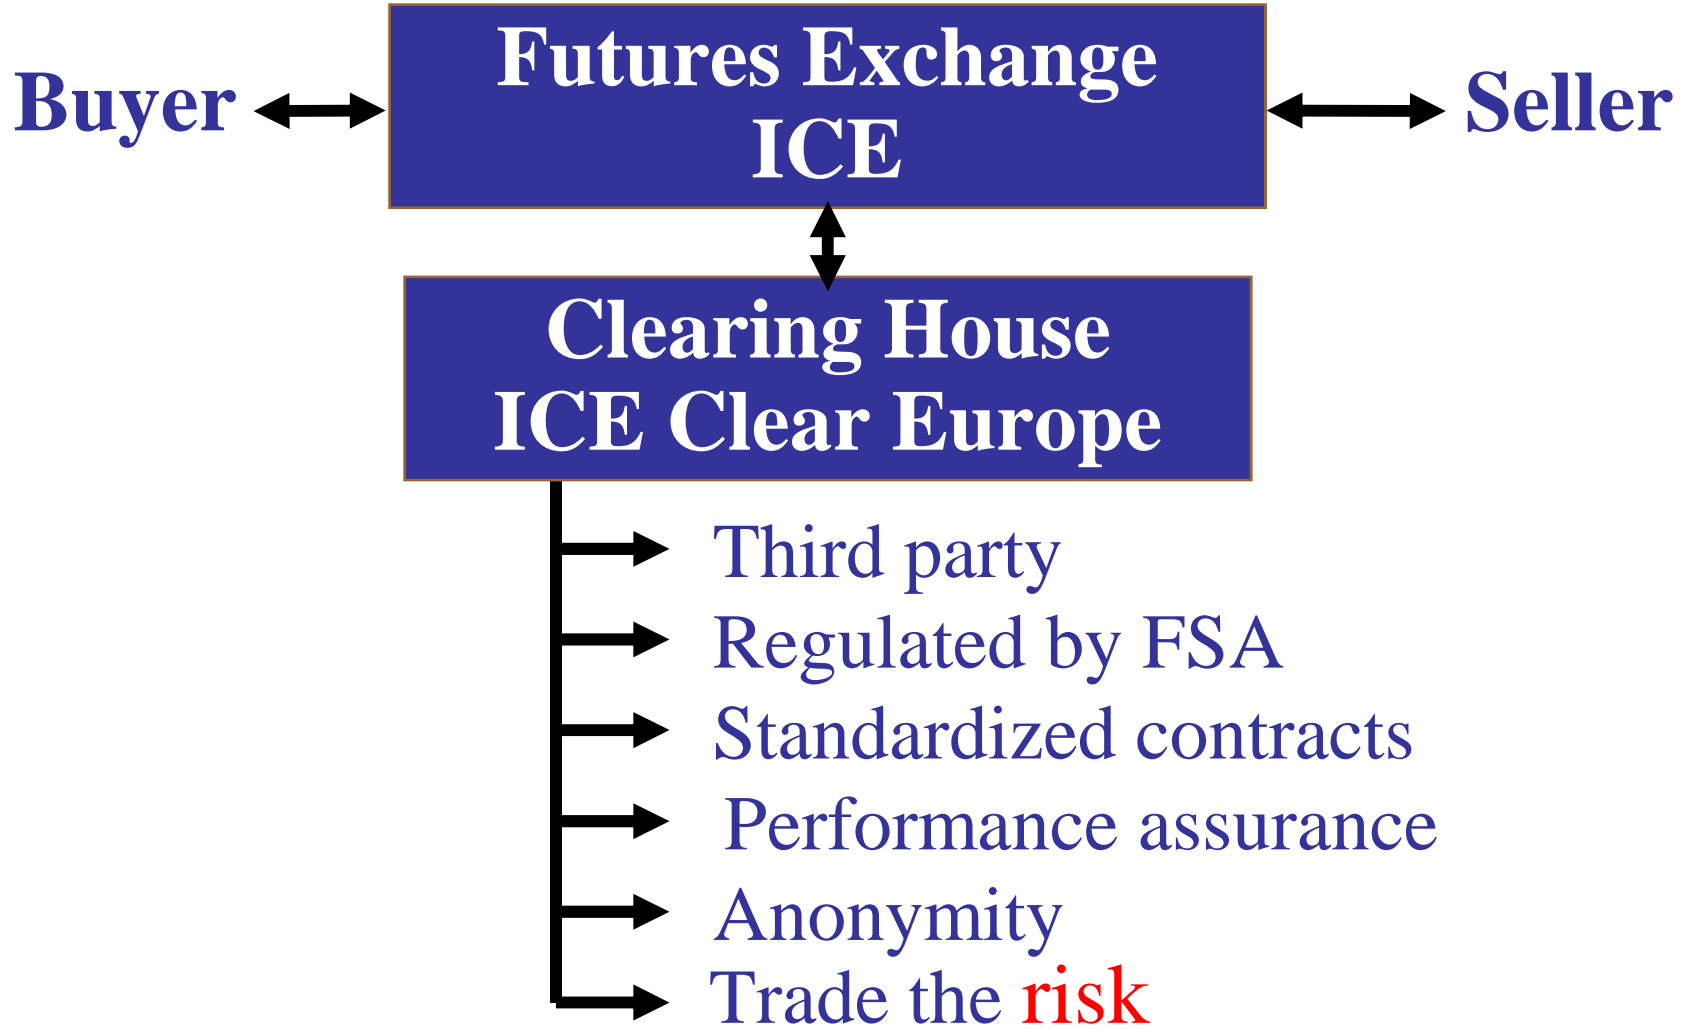 Futures Exchange
ICE
Buyer
Seller
Clearing House
ICE Clear Europe
Third party
Regulated by FSA
Standardized contracts
Performance assurance
Anonymity
Trade the risk